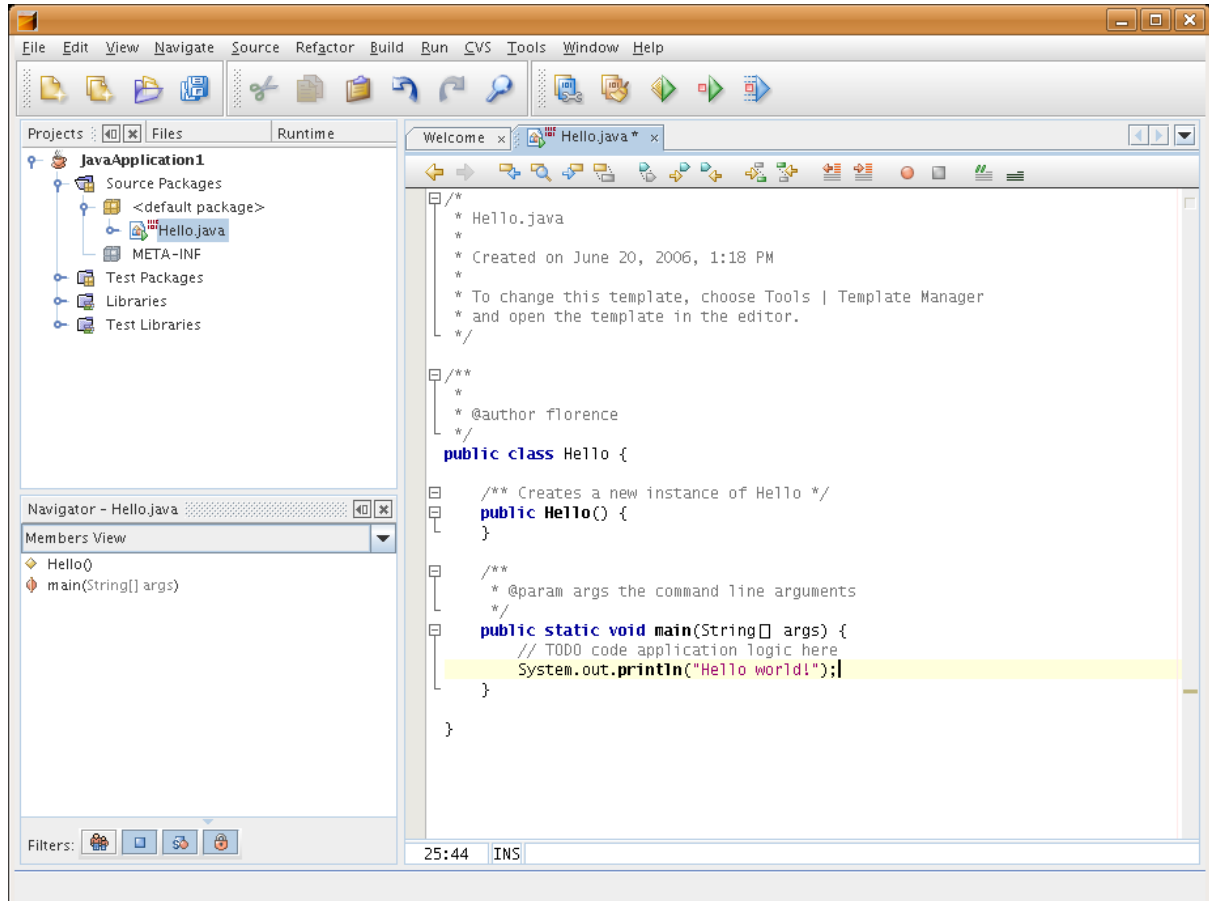 File Edit View Navigate Source Refactor Build Run CVS Tools Window Help
Projects Files Runtime
JavaApplication1
Source Packages
<default package>
Hello.java
META-INF
Test Packages
Libraries
Test Libraries
Navigator - Hello.java
Members View
Hello()
main(String[] args)
Filters:
Welcome Hello.java *
/*
* Hello.java
*
* Created on June 20, 2006, 1:18 PM
*
* To change this template, choose Tools | Template Manager
* and open the template in the editor.
*/
/**
*
* @author florence
*/
public class Hello {
/** Creates a new instance of Hello */
public Hello() {
}
/**
* @param args the command line arguments
*/
public static void main(String[] args) {
// TODO code application logic here
System.out.println("Hello world!");
}
}
25:44 INS